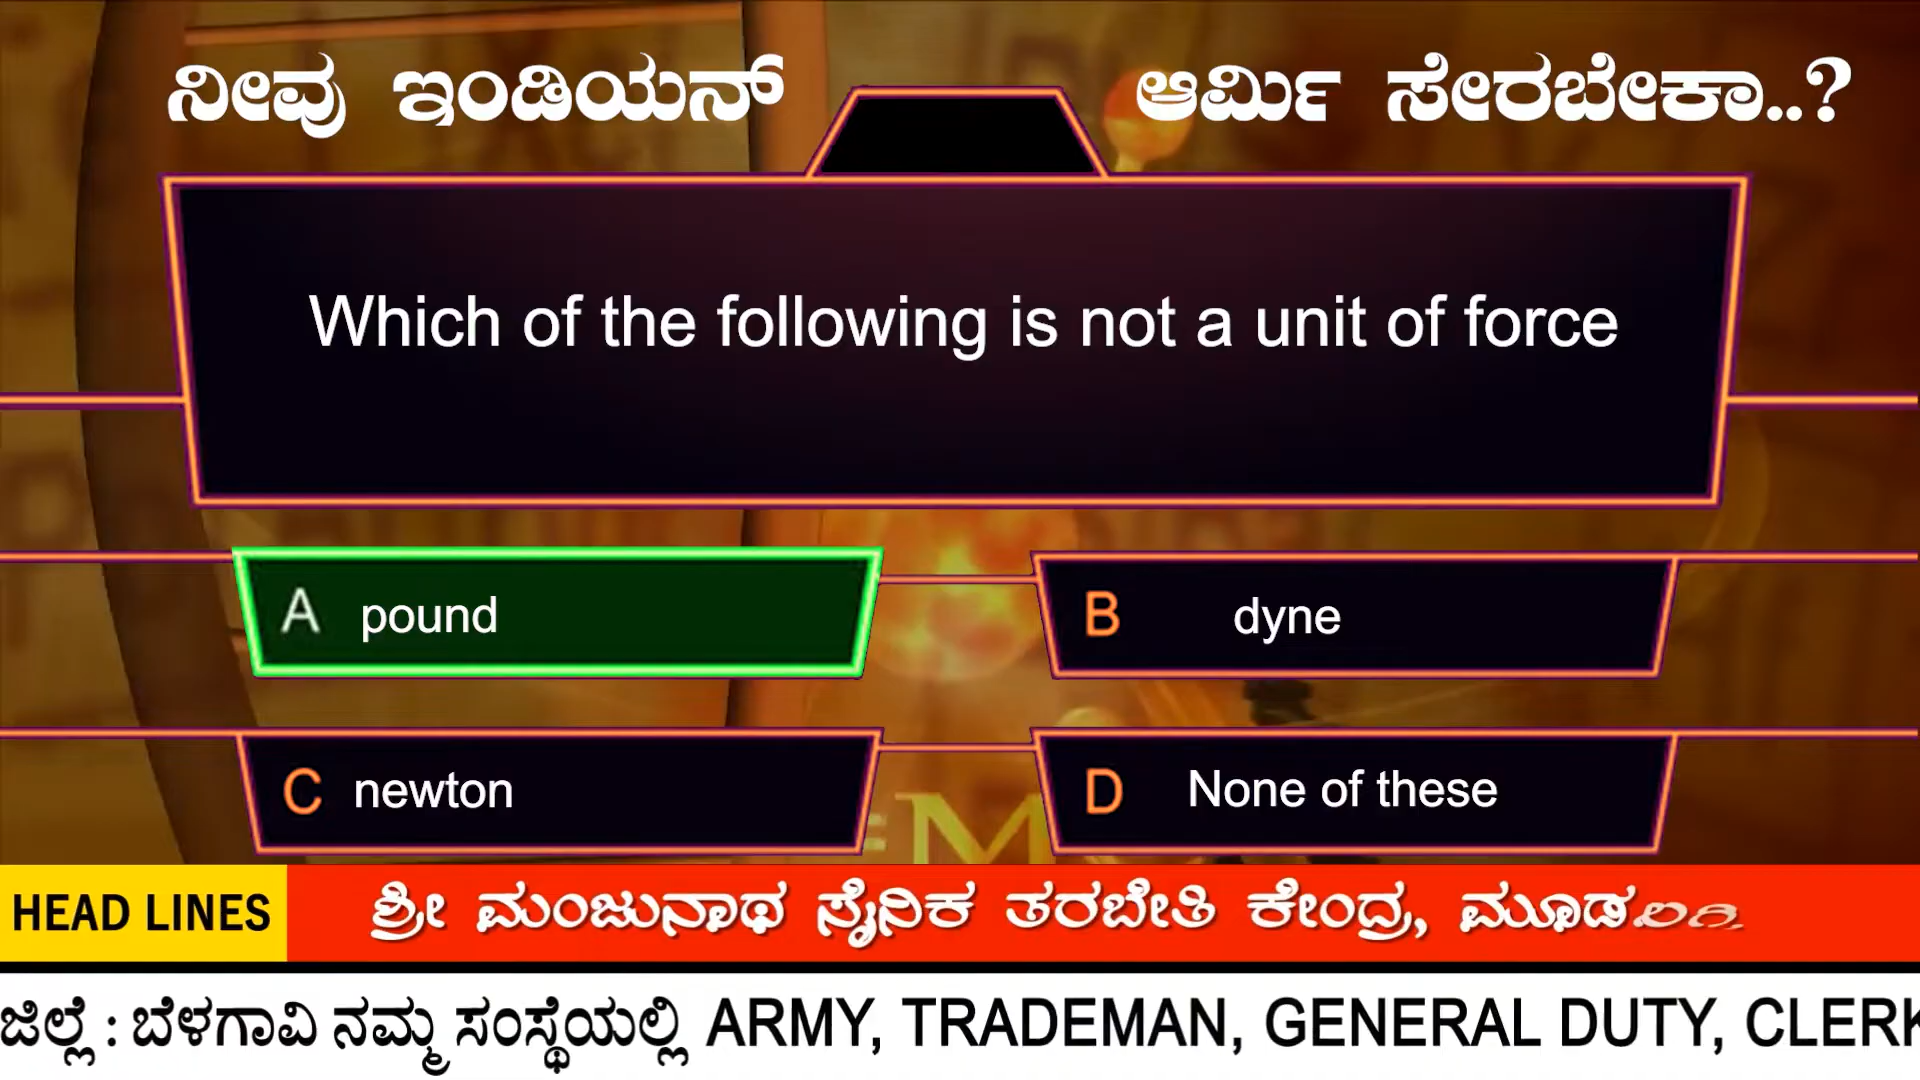 ನೀವು ಇಂಡಿಯನ್ ಆರ್ಮಿ ಸೇರಬೇಕಾ..?
Which of the following is not a unit of force
A pound
B dyne
C newton
D None of these
HEAD LINES ಶ್ರೀ ಮಂಜುನಾಥ ಸೈನಿಕ ತರಬೇತಿ ಕೇಂದ್ರ, ಮೂಡಲಗಿ
ಜಿಲ್ಲೆ : ಬೆಳಗಾವಿ ನಮ್ಮ ಸಂಸ್ಥೆಯಲ್ಲಿ ARMY, TRADEMAN, GENERAL DUTY, CLERK